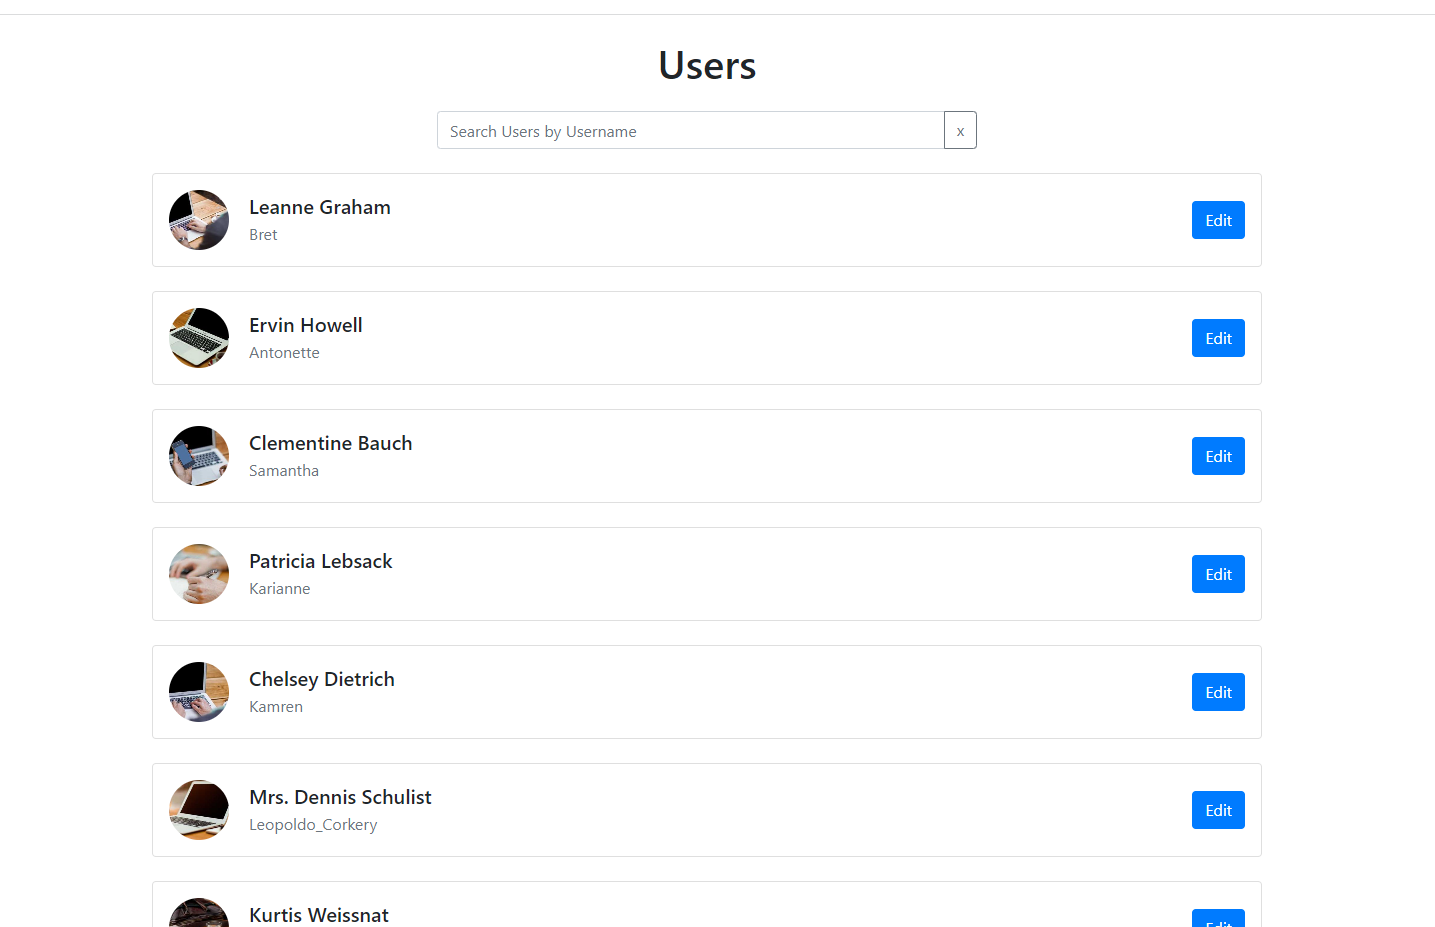 Users
Search Users by Username
x
Leanne Graham
Bret
Edit
Ervin Howell
Antonette
Edit
Clementine Bauch
Samantha
Edit
Patricia Lebsack
Karianne
Edit
Chelsey Dietrich
Kamren
Edit
Mrs. Dennis Schulist
Leopoldo_Corkery
Edit
Kurtis Weissnat
Edit